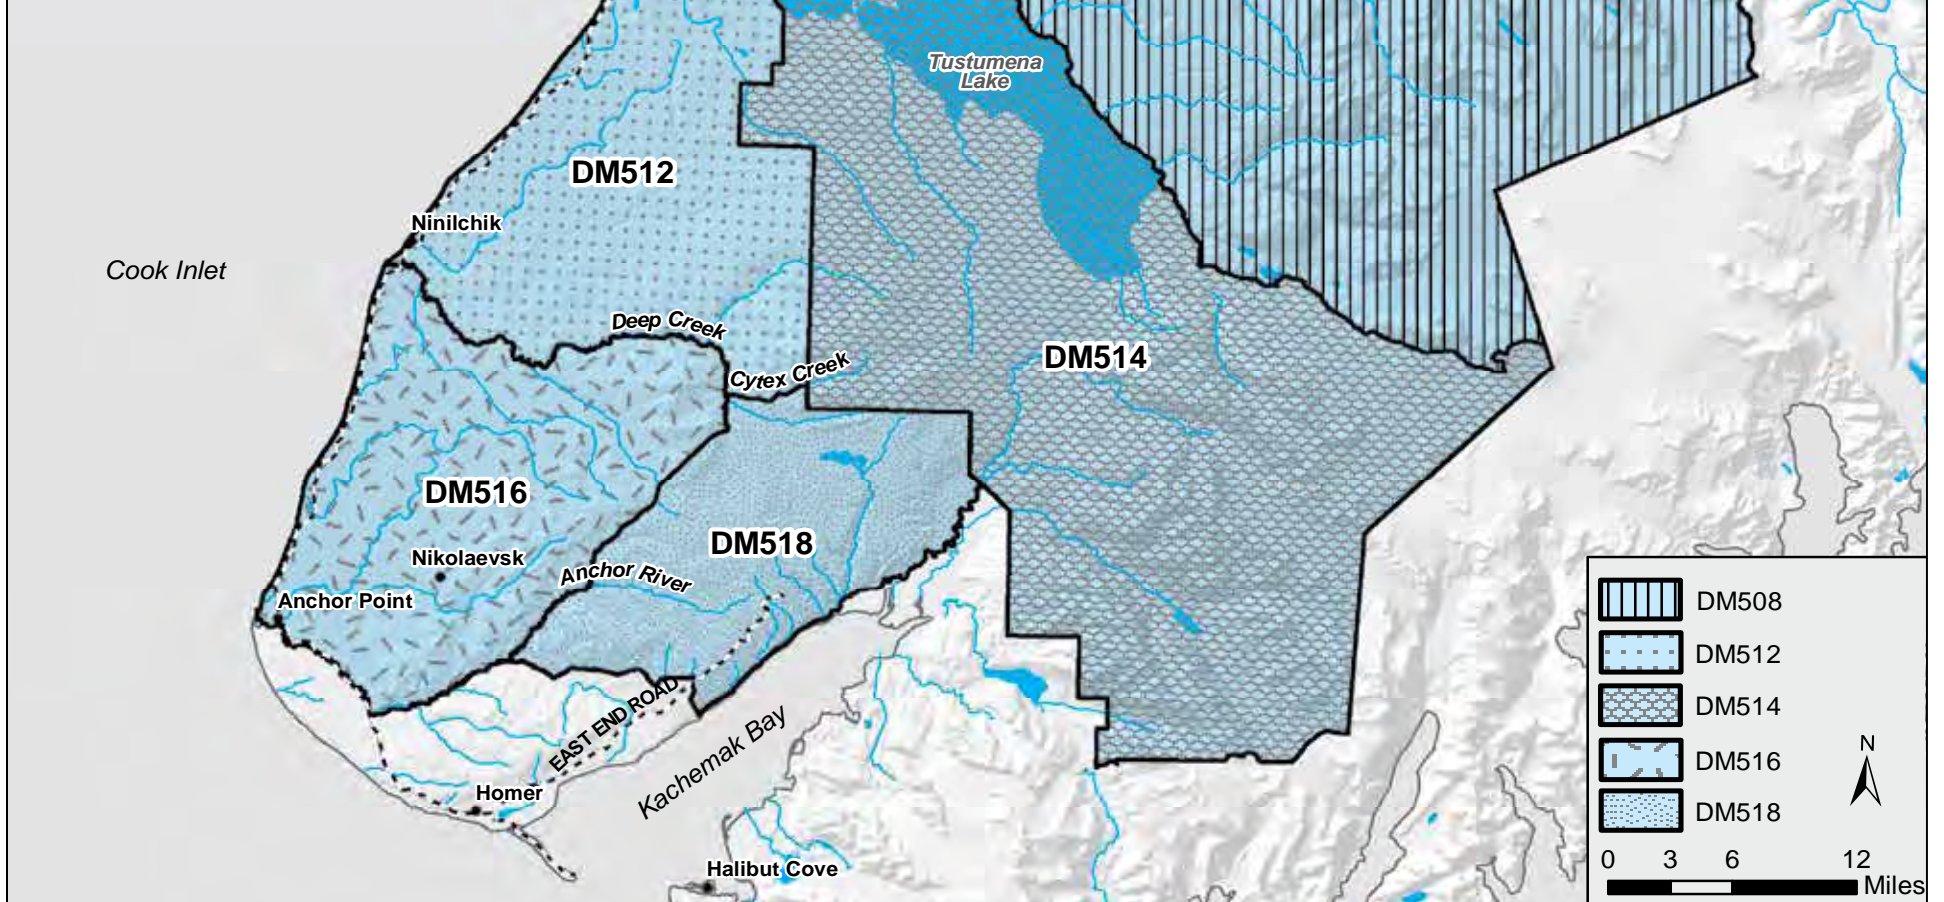 Tustumena
Lake
DM512
Ninilchik
Cook Inlet
Deep Creek
Cytex Creek
DM514
DM516
DM518
Nikolaevsk
Anchor River
Anchor Point
EAST END ROAD
Kachemak Bay
Homer
Halibut Cove
DM508
DM512
DM514
DM516
DM518
N
0 3 6 12
Miles